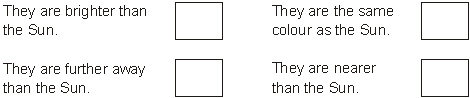 They are brighter than
the Sun.
They are the same
colour as the Sun.
They are further away
than the Sun.
They are nearer
than the Sun.